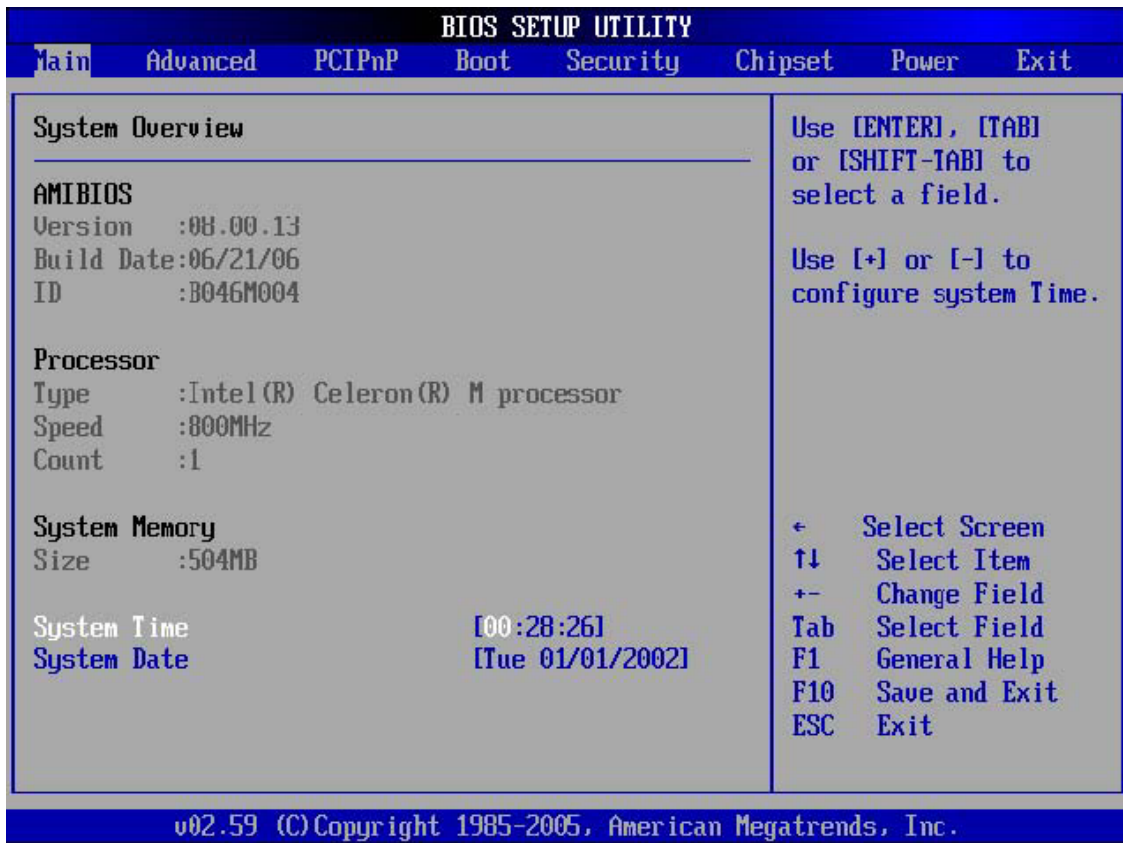 BIOS SETUP UTILITY
Main Advanced PCIPnP Boot Security Chipset Power Exit
System Overview
AMIBIOS
Version :08.00.13
Build Date:06/21/06
ID :B046M004
Processor
Type :Intel(R) Celeron(R) M processor
Speed :800MHz
Count :1
System Memory
Size :504MB
System Time [00:28:26]
System Date [Tue 01/01/2002]
Use [ENTER], [TAB]
or [SHIFT-TAB] to
select a field.
Use [+] or [-] to
configure system Time.
← Select Screen
↑↓ Select Item
+- Change Field
Tab Select Field
F1 General Help
F10 Save and Exit
ESC Exit
v02.59 (C)Copyright 1985-2005, American Megatrends, Inc.